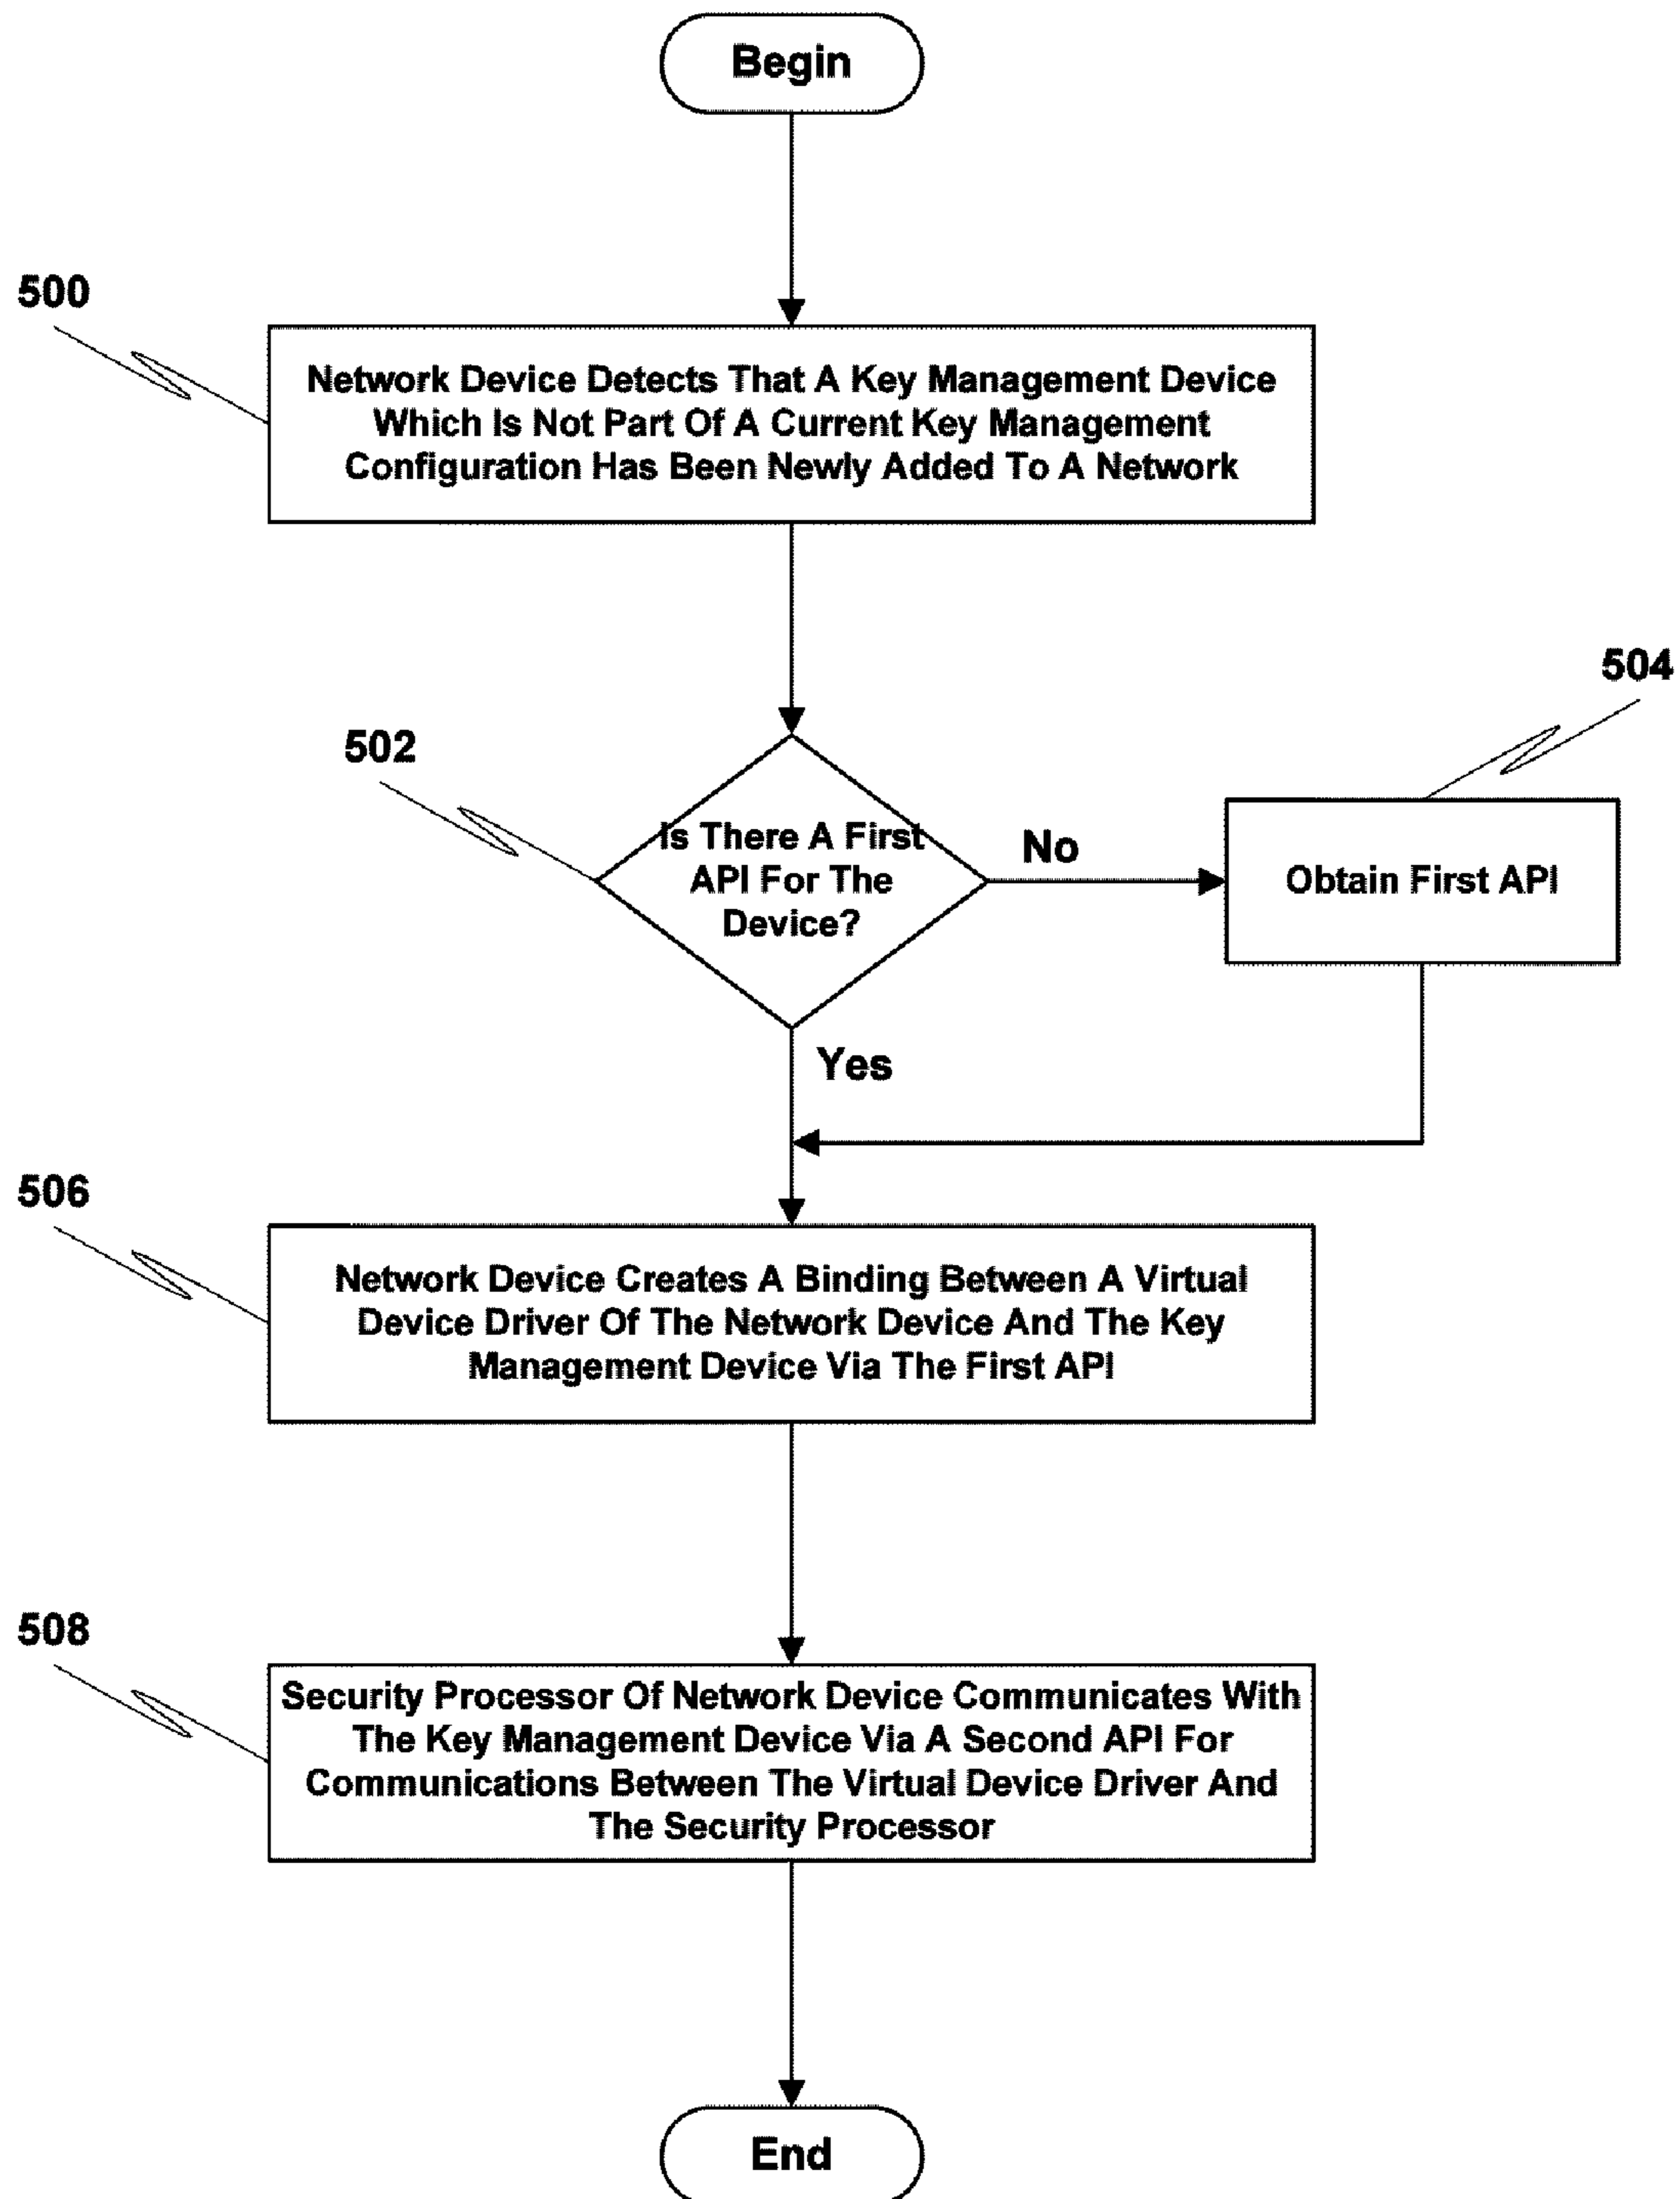 Begin
500
Network Device Detects That A Key Management Device
Which Is Not Part Of A Current Key Management
Configuration Has Been Newly Added To A Network
504
502
Is There A First
API For The
Device?
No
Obtain First API
Yes
506
Network Device Creates A Binding Between A Virtual
Device Driver Of The Network Device And The Key
Management Device Via The First API
508
Security Processor Of Network Device Communicates With
The Key Management Device Via A Second API For
Communications Between The Virtual Device Driver And
The Security Processor
End